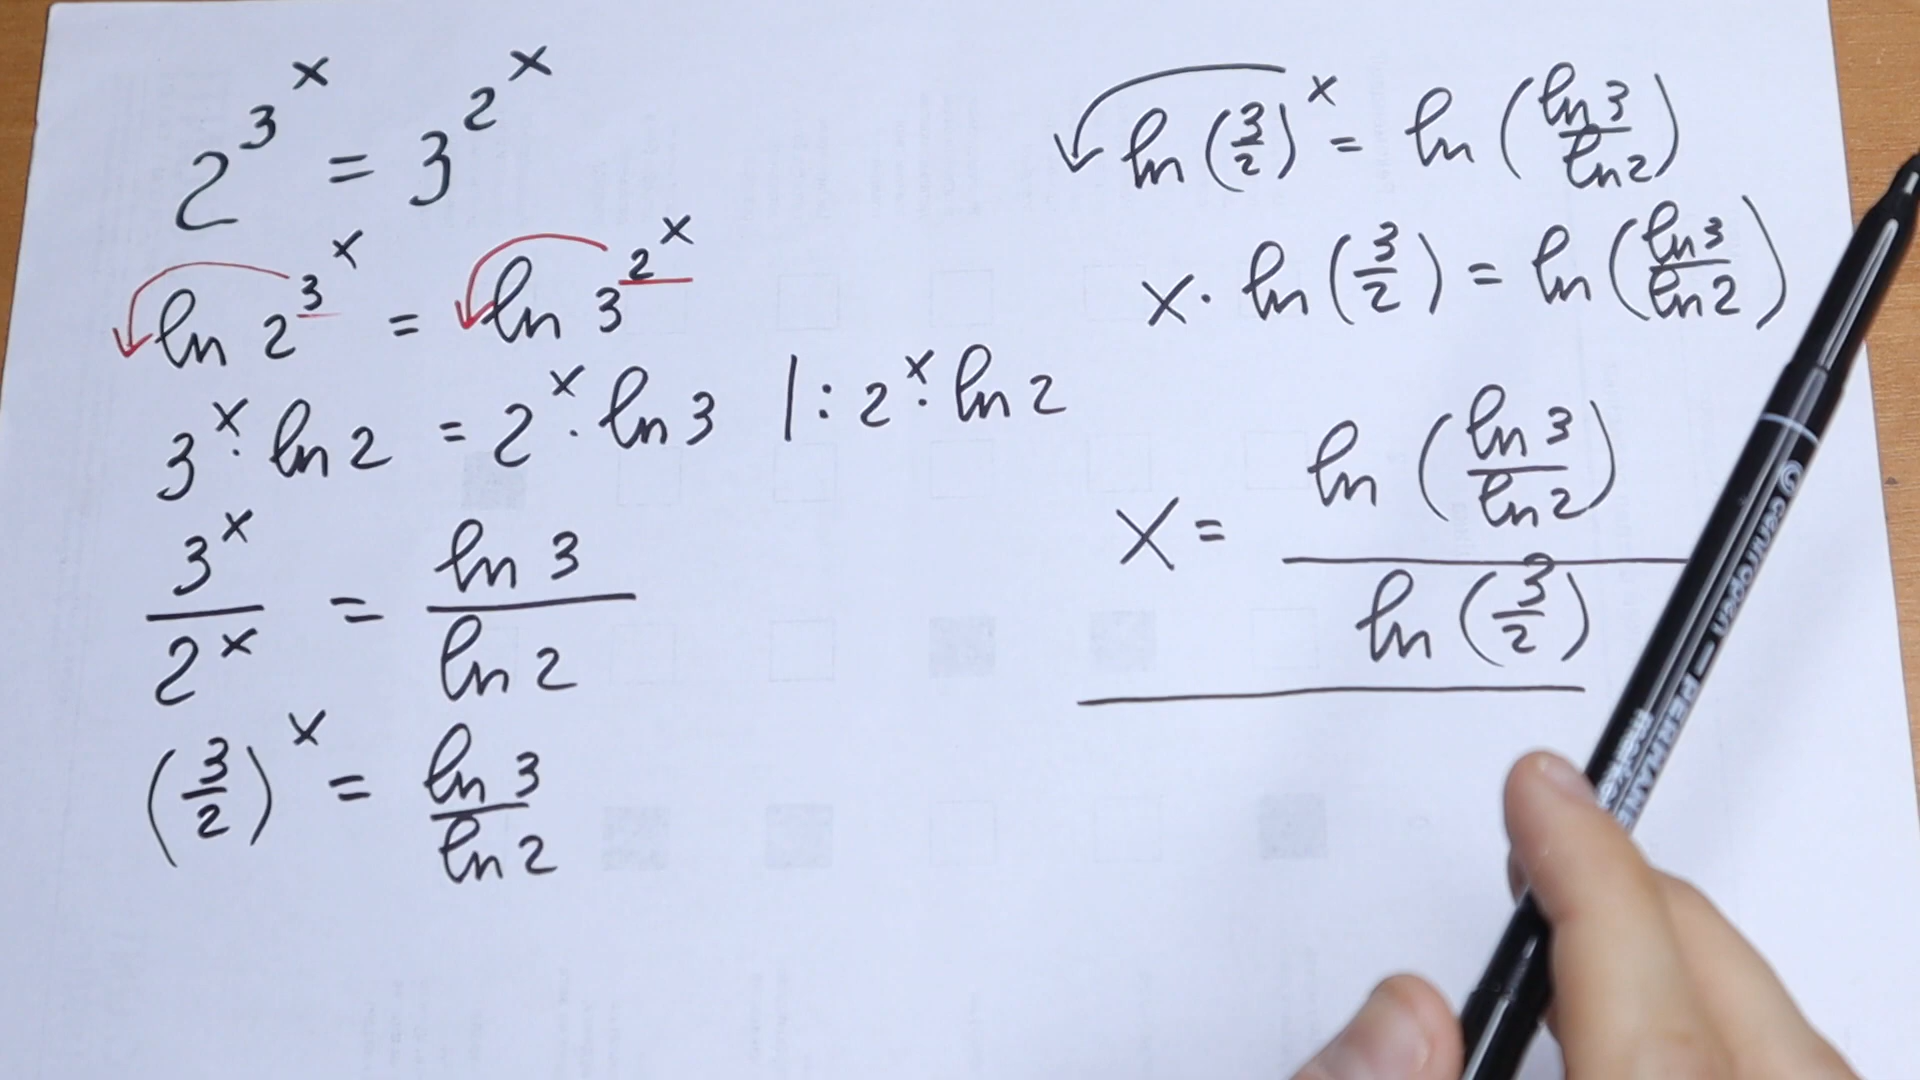 2^3^x = 3^2^x
ln 2^3^x = ln 3^2^x
3^x · ln 2 = 2^x · ln 3 | : 2^x · ln 2
3^x / 2^x = ln 3 / ln 2
(3/2)^x = ln 3 / ln 2
ln (3/2)^x = ln (ln 3 / ln 2)
x · ln (3/2) = ln (ln 3 / ln 2)
x = ln (ln 3 / ln 2) / ln (3/2)
centropen
PERMANENT